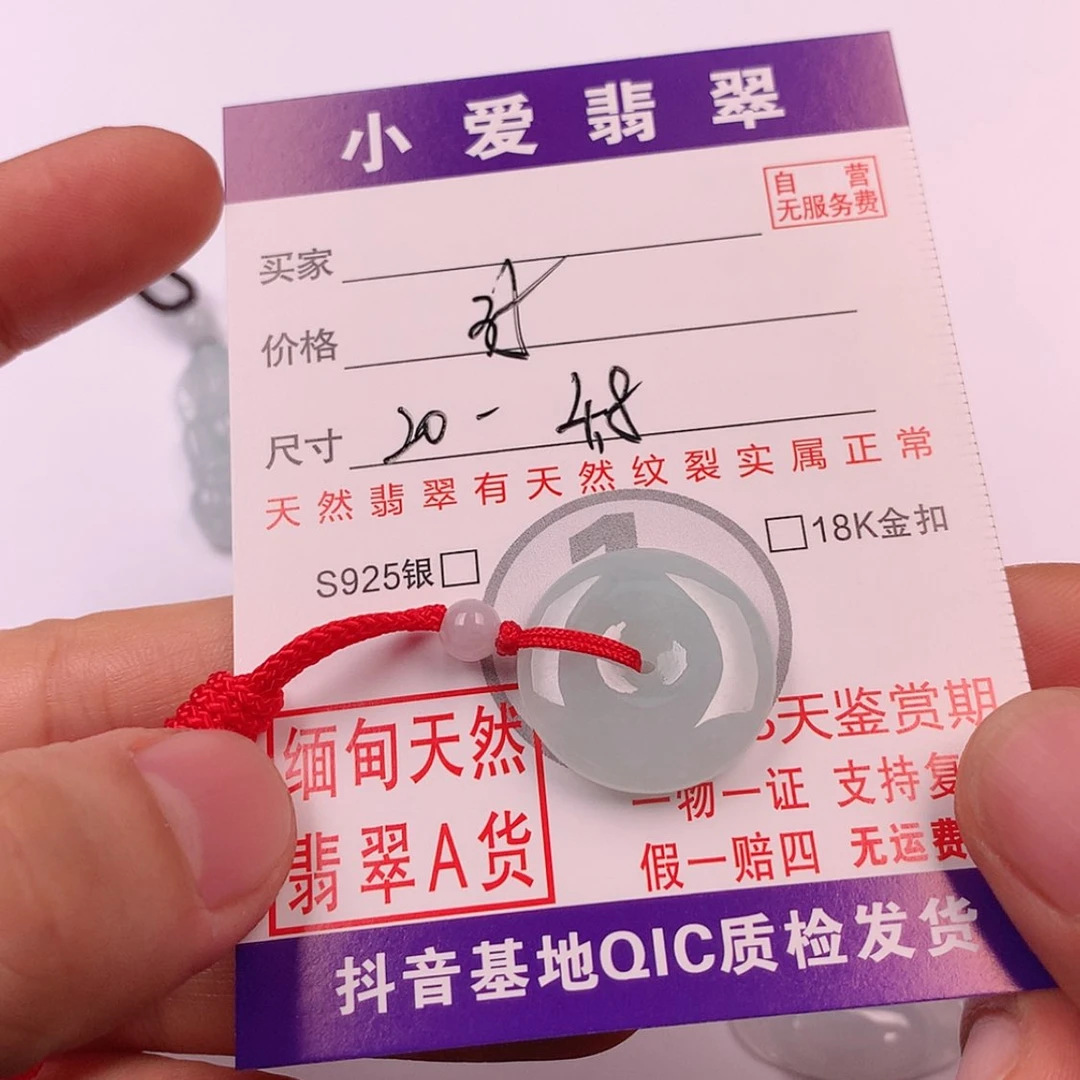 小爱翡翠
自营
无服务费
买家
价格
尺寸 20 - 4.8
天然翡翠有天然纹裂实属正常
S925银□ □18K金扣
缅甸天然
翡翠A货
天鉴赏期
一物一证 支持复
假一赔四 无运费
抖音基地QIC质检发货